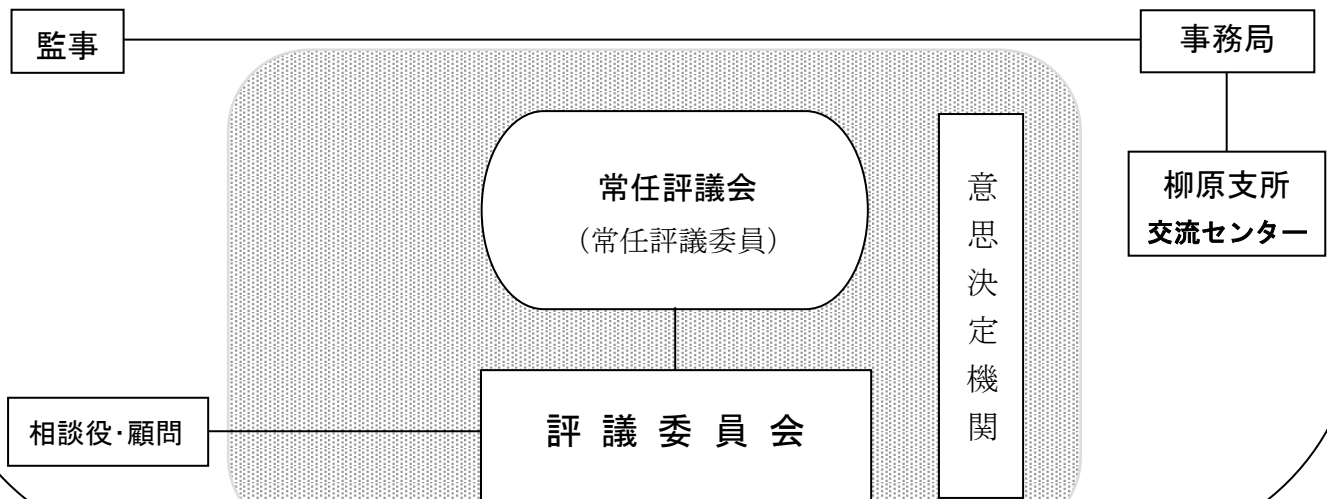 監事
事務局
常任評議会
（常任評議委員）
意思決定機関
柳原支所
交流センター
相談役･顧問
評議委員会